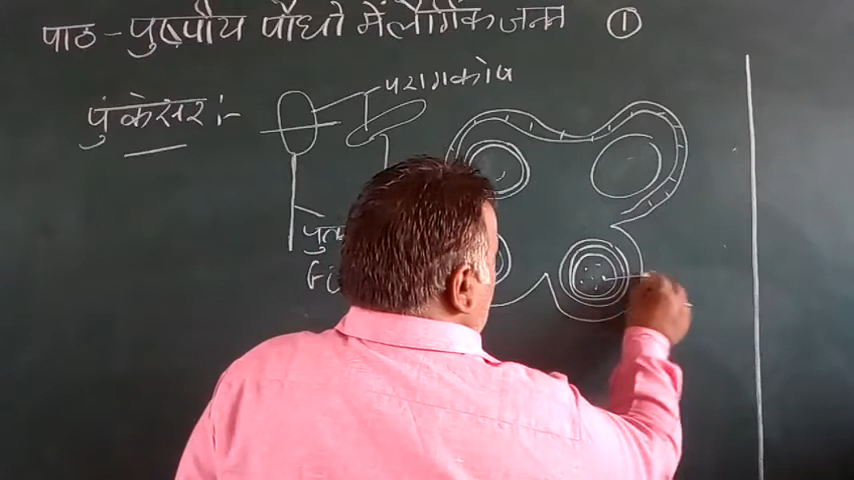 पाठ - पुष्पीय पौधों में लैंगिक जनन ①
पुंकेसर :-
परागकोष